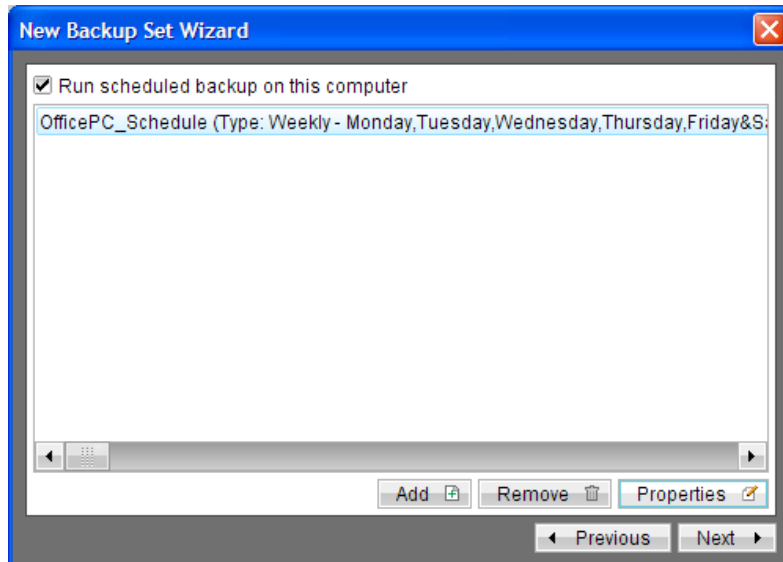 New Backup Set Wizard
Run scheduled backup on this computer
OfficePC_Schedule (Type: Weekly - Monday,Tuesday,Wednesday,Thursday,Friday&Sa
Add Remove Properties
Previous Next